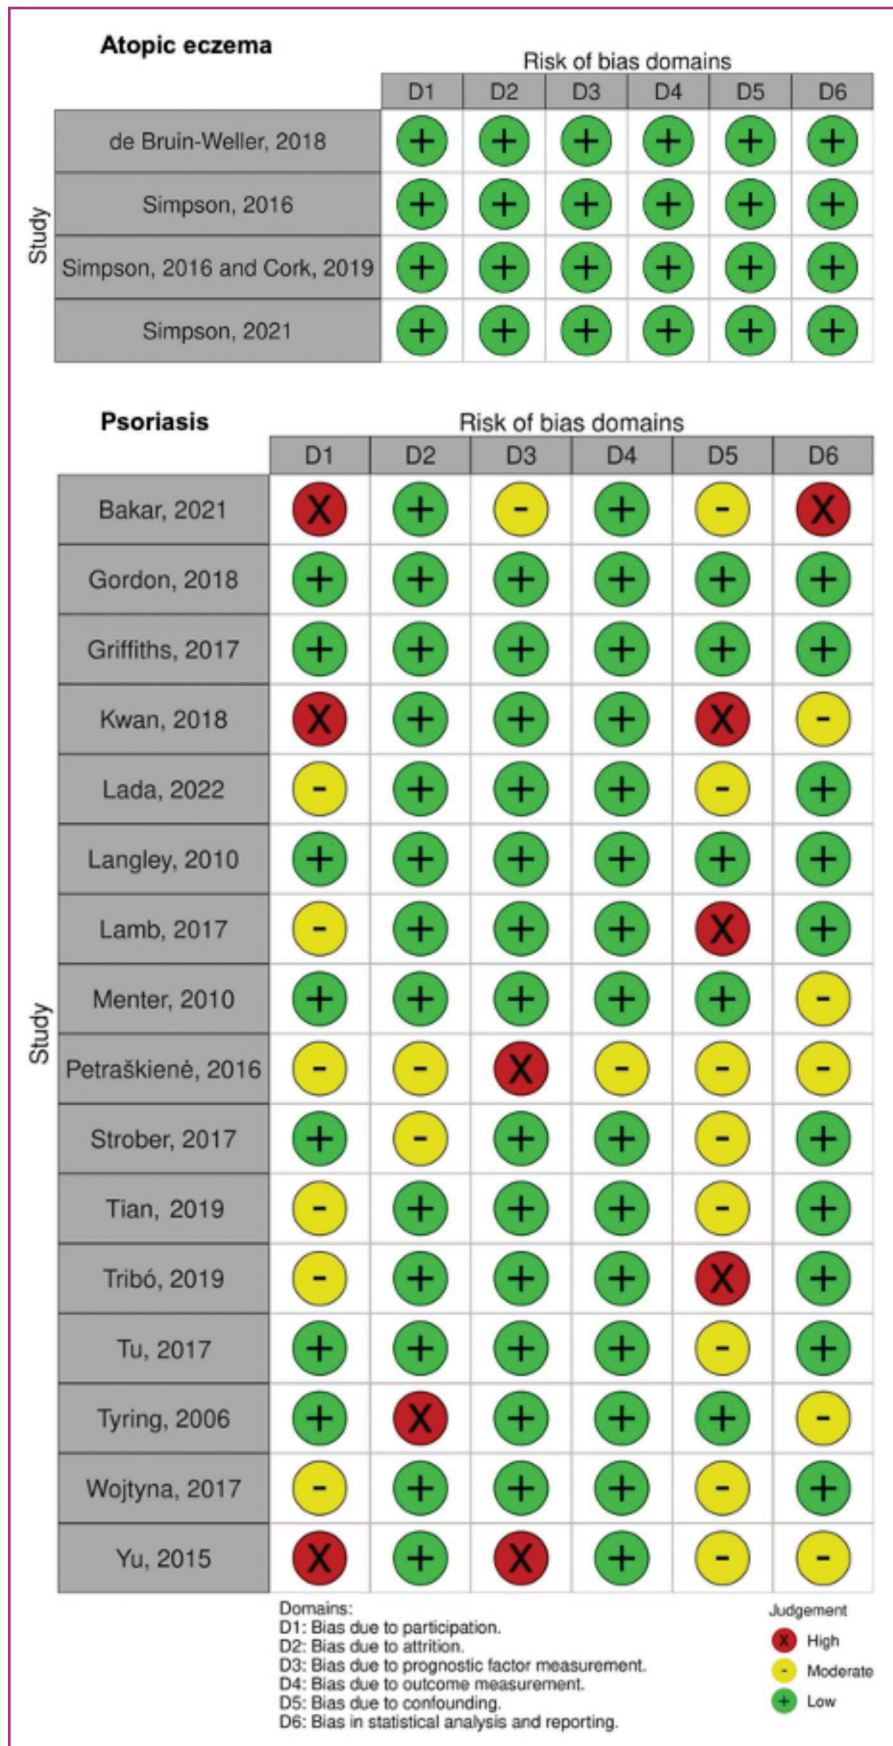 Atopic eczema
Risk of bias domains
D1 D2 D3 D4 D5 D6
Study
de Bruin-Weller, 2018 + + + + + +
Simpson, 2016 + + + + + +
Simpson, 2016 and Cork, 2019 + + + + + +
Simpson, 2021 + + + + + +
Psoriasis
Risk of bias domains
D1 D2 D3 D4 D5 D6
Study
Bakar, 2021 X + - + - X
Gordon, 2018 + + + + + +
Griffiths, 2017 + + + + + +
Kwan, 2018 X + + + X -
Lada, 2022 - + + + - +
Langley, 2010 + + + + + +
Lamb, 2017 - + + + X +
Menter, 2010 + + + + + -
Petraškienė, 2016 - - X - - -
Strober, 2017 + - + + - +
Tian, 2019 - + + + - +
Tribó, 2019 - + + + X +
Tu, 2017 + + + + - +
Tyring, 2006 + X + + + -
Wojtyna, 2017 - + + + - +
Yu, 2015 X + X + - -
Domains:
D1: Bias due to participation.
D2: Bias due to attrition.
D3: Bias due to prognostic factor measurement.
D4: Bias due to outcome measurement.
D5: Bias due to confounding.
D6: Bias in statistical analysis and reporting.
Judgement
X High
- Moderate
+ Low